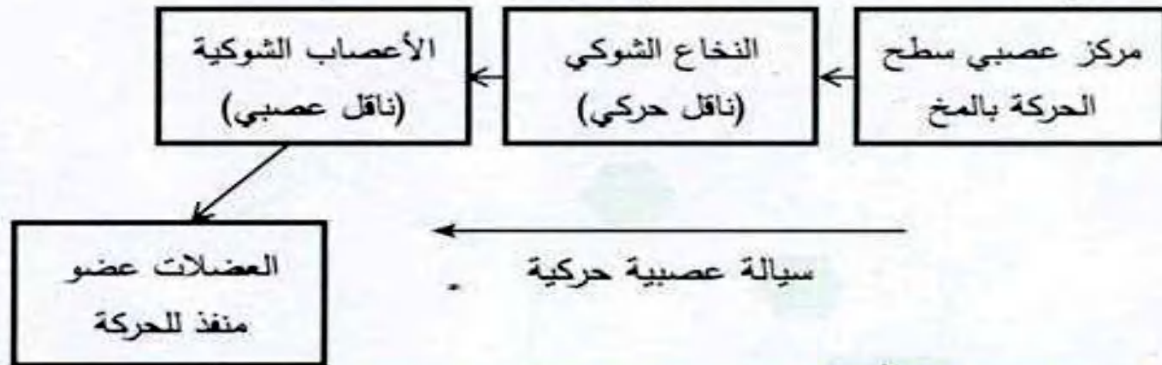 مركز عصبي سطح
الحركة بالمخ
النخاع الشوكي
(ناقل حركي)
الأعصاب الشوكية
(ناقل عصبي)
العضلات عضو
منفذ للحركة
سيالة عصبية حركية